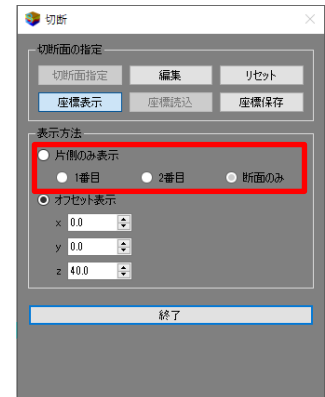 切断
切断面の指定
切断面指定 編集 リセット
座標表示 座標読込 座標保存
表示方法
片側のみ表示
1番目 2番目 断面のみ
オフセット表示
x 0.0
y 0.0
z 40.0
終了